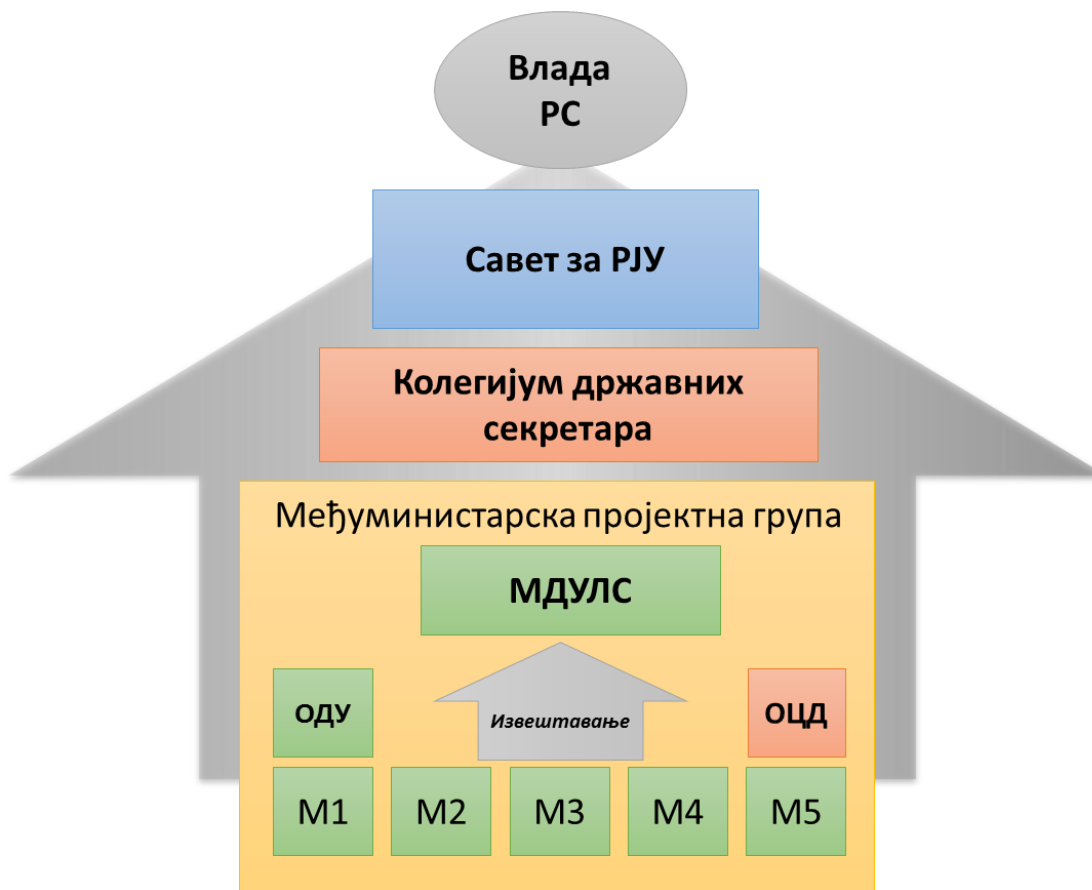 Влада
РС
Савет за РЈУ
Колегијум државних
секретара
Међуминистарска пројектна група
МДУЛС
ОДУ
Извештавање
ОЦД
М1
М2
М3
М4
М5